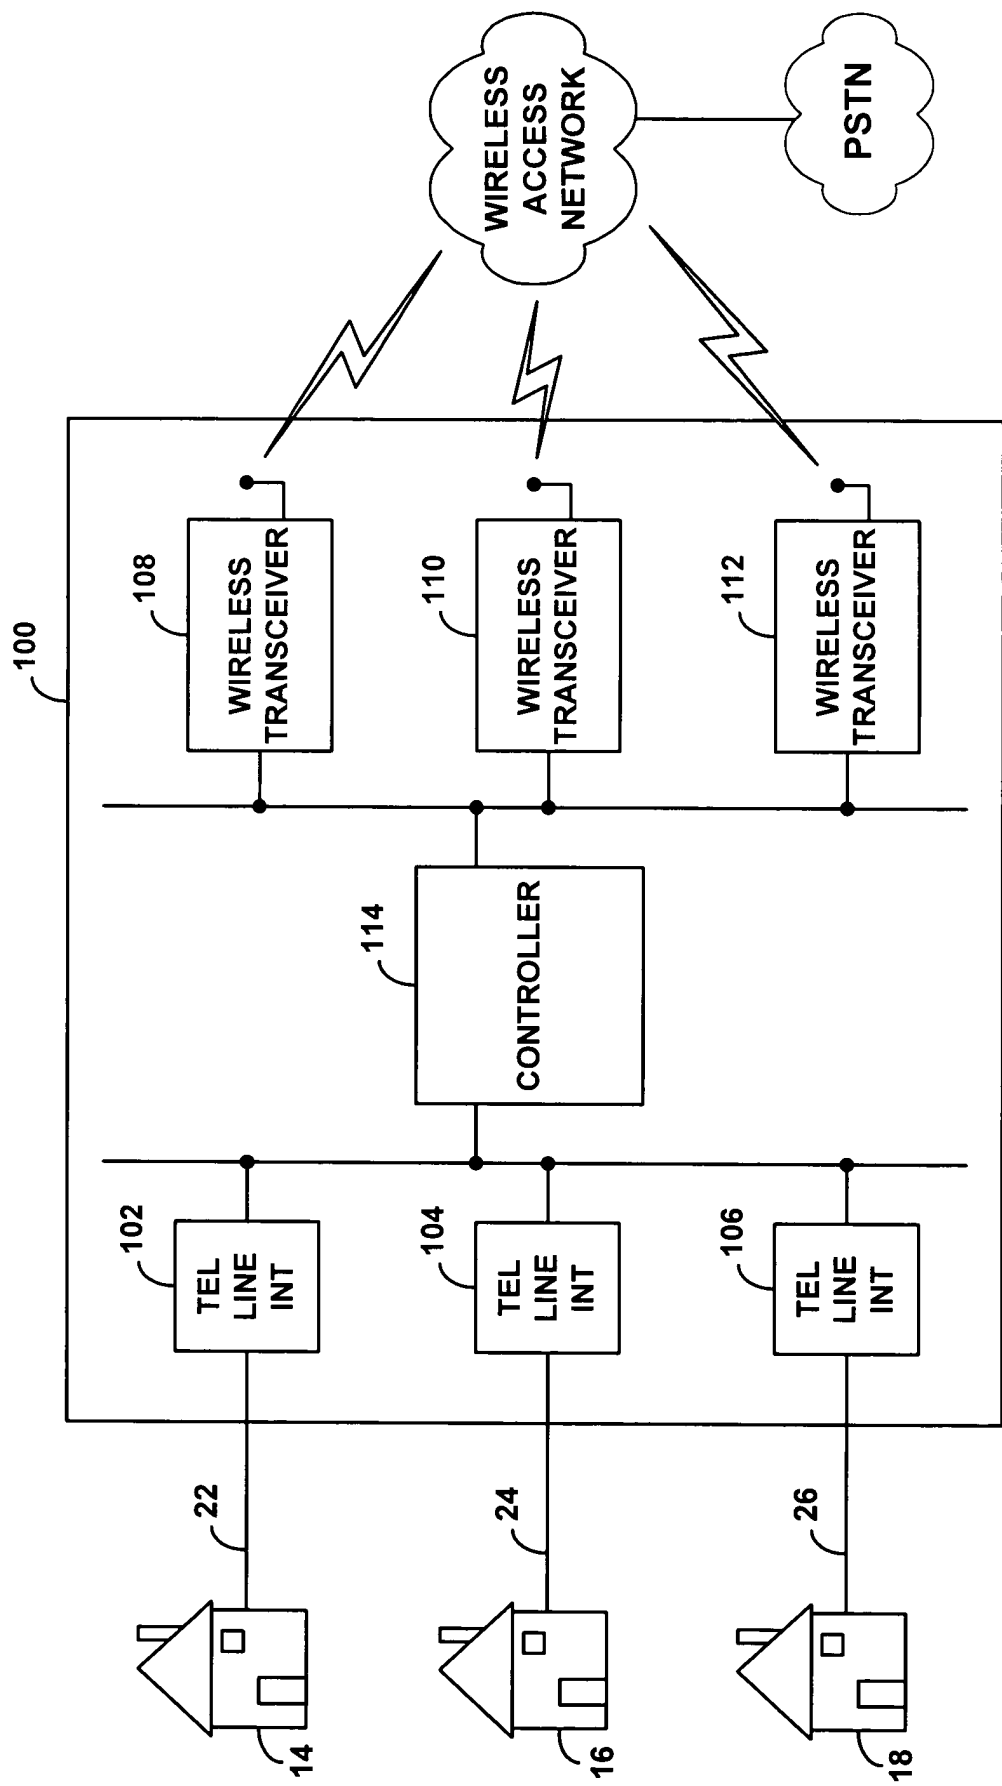 100
14
22
102
TEL
LINE
INT
108
WIRELESS
TRANSCEIVER
114
CONTROLLER
16
24
104
TEL
LINE
INT
110
WIRELESS
TRANSCEIVER
WIRELESS
ACCESS
NETWORK
18
26
106
TEL
LINE
INT
112
WIRELESS
TRANSCEIVER
PSTN